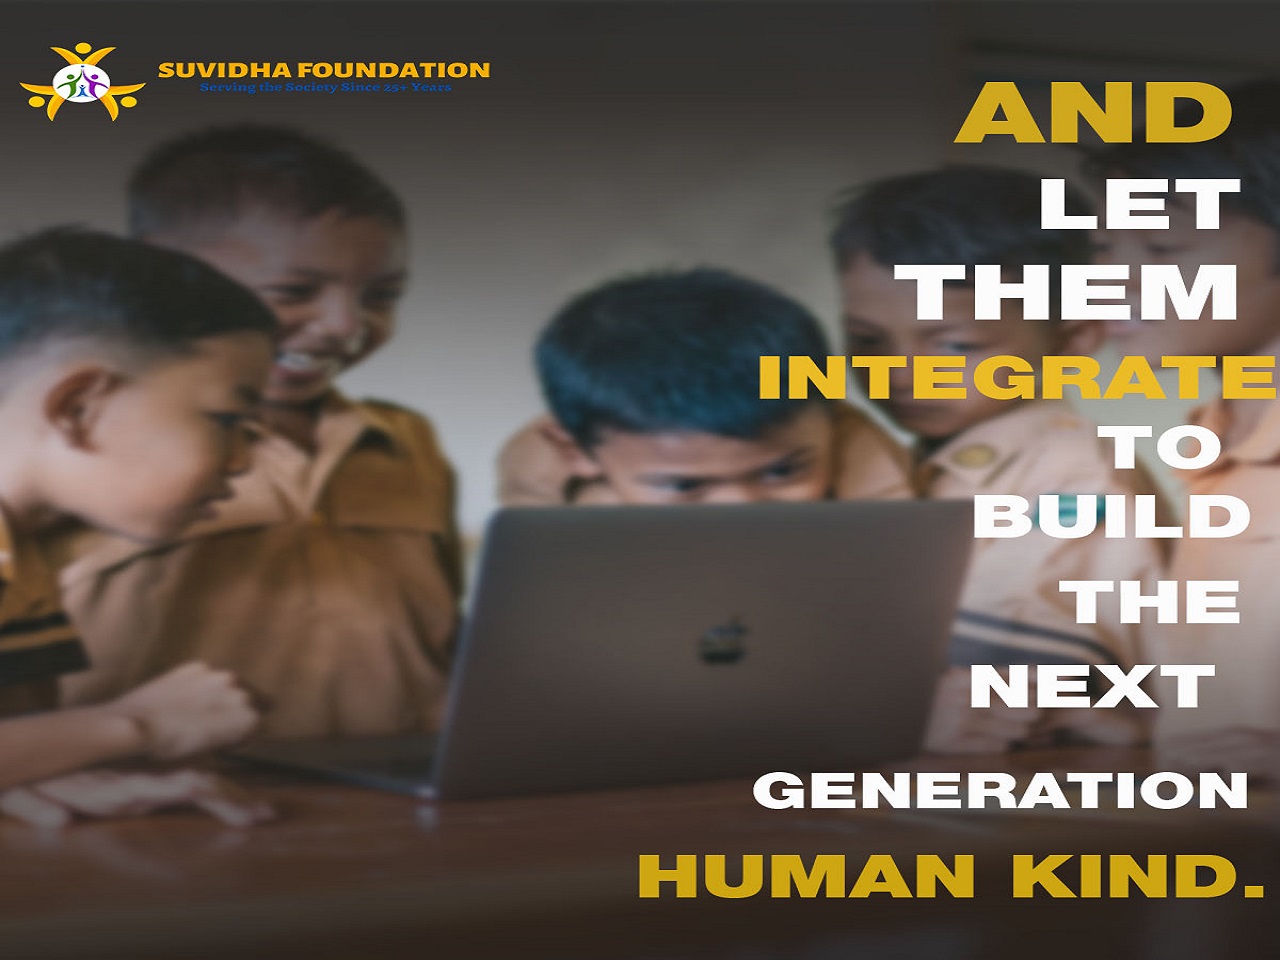 SUVIDHA FOUNDATION
Serving the Society Since 25+ Years
AND
LET
THEM
INTEGRATE
TO
BUILD
THE
NEXT
GENERATION
HUMAN KIND.